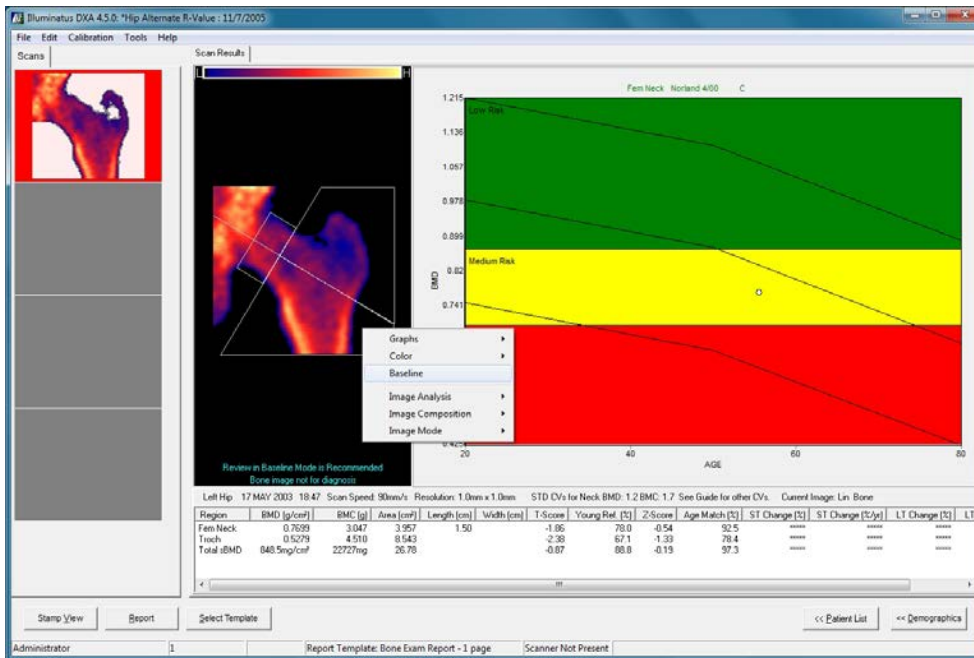 Illuminatus DXA 4.5.0: *Hip Alternate R-Value : 11/7/2005
File Edit Calibration Tools Help
Scans
Scan Results
L H
Fem Neck Norland 4/00 C
1.215
Low Risk
1.136
1.057
0.978
0.899
Medium Risk
0.82
BMD
0.741
Graphs
Color
Baseline
Image Analysis
Image Composition
Image Mode
0.425
20 40 60 80
AGE
Review in Baseline Mode is Recommended
Bone image not for diagnosis
Left Hip 17 MAY 2003 18:47 Scan Speed: 90mm/s Resolution: 1.0mm x 1.0mm STD CVs for Neck BMD: 1.2 BMC: 1.7 See Guide for other CVs. Current Image: Lin Bone
Region BMD [g/cm²] BMC [g] Area [cm²] Length [cm] Width [cm] T-Score Young Ref. [%] Z-Score Age Match [%] ST Change [%] ST Change [%/yr] LT Change [%] LT
Fem Neck 0.7699 3.047 3.957 1.50 -1.86 78.0 -0.54 92.5 ***** ***** *****
Troch 0.5279 4.510 8.543 -2.38 67.1 -1.33 78.4 ***** ***** *****
Total sBMD 848.5mg/cm² 22727mg 26.78 -0.87 88.8 -0.19 97.3 ***** ***** *****
Stamp View Report Select Template << Patient List << Demographics
Administrator 1 Report Template: Bone Exam Report - 1 page Scanner Not Present